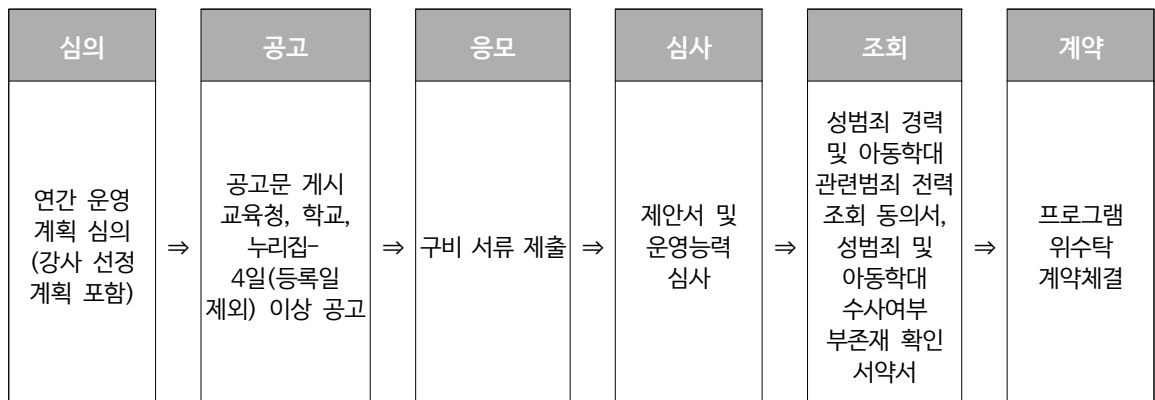 심의
공고
응모
심사
조회
계약
연간 운영
계획 심의
(강사 선정
계획 포함)
⇒
공고문 게시
교육청, 학교,
누리집-
4일(등록일
제외) 이상 공고
⇒
구비 서류 제출
⇒
제안서 및
운영능력
심사
⇒
성범죄 경력
및 아동학대
관련범죄 전력
조회 동의서,
성범죄 및
아동학대
수사여부
부존재 확인
서약서
⇒
프로그램
위수탁
계약체결